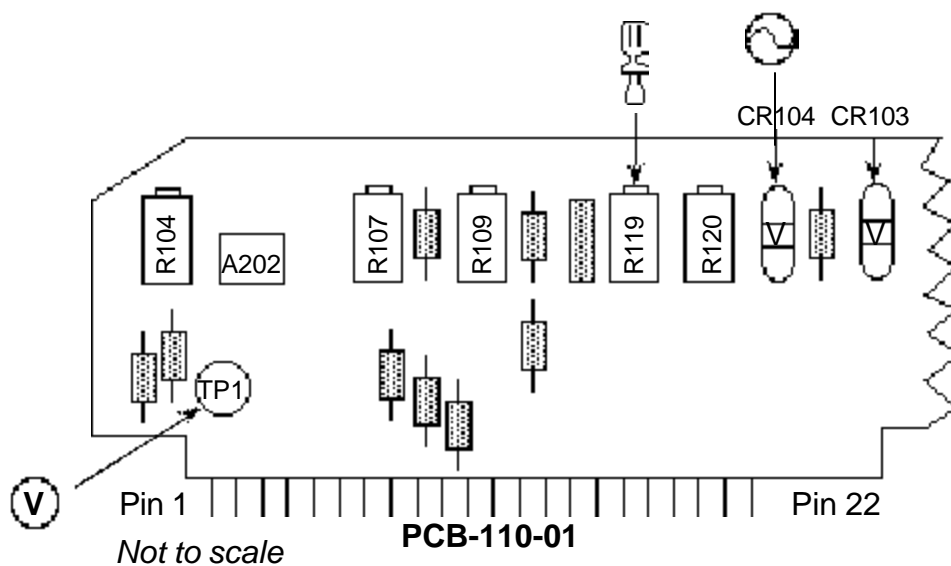 CR104 CR103
R104
A202
R107
R109
R119
R120
V
V
TP1
V
Pin 1
Pin 22
PCB-110-01
Not to scale